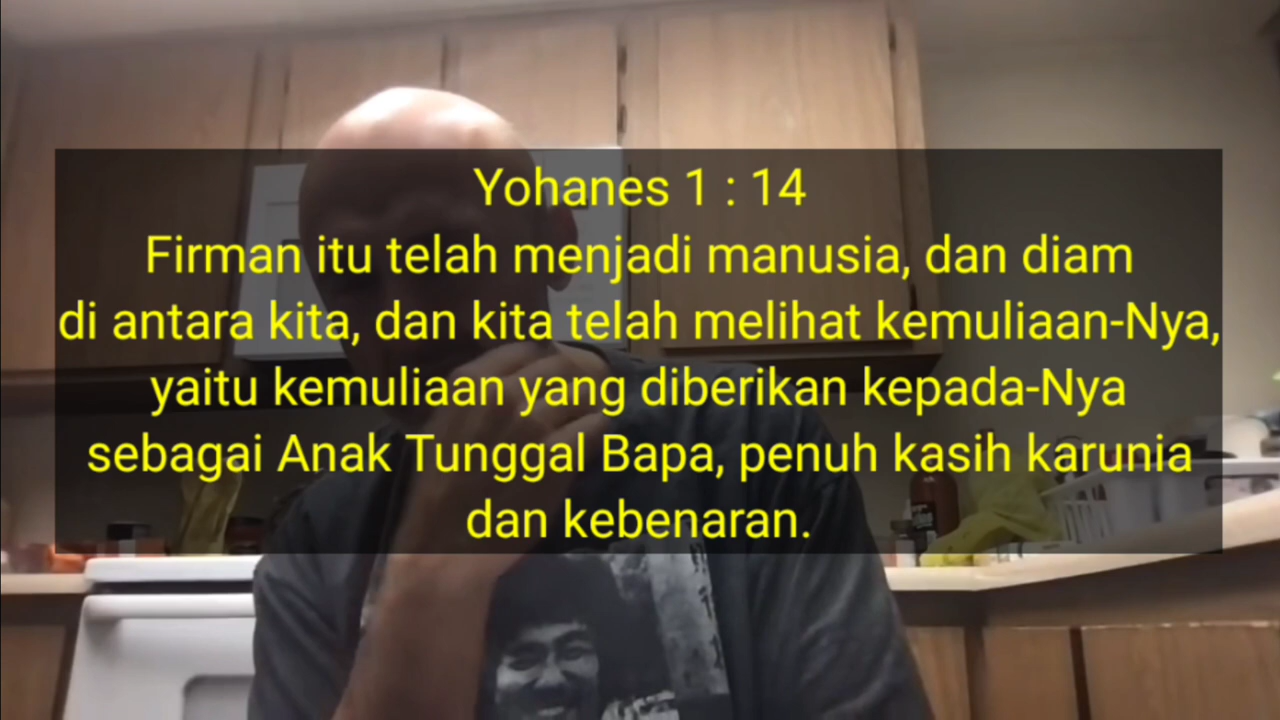 Yohanes 1 : 14
Firman itu telah menjadi manusia, dan diam
di antara kita, dan kita telah melihat kemuliaan-Nya,
yaitu kemuliaan yang diberikan kepada-Nya
sebagai Anak Tunggal Bapa, penuh kasih karunia
dan kebenaran.